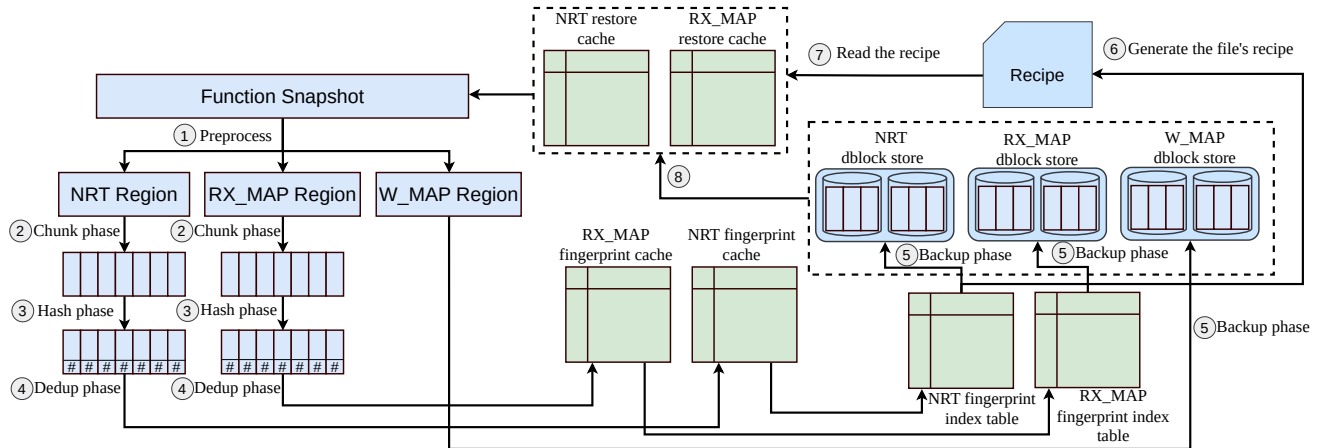 NRT restore
cache
RX_MAP
restore cache
7 Read the recipe
Recipe
6 Generate the file's recipe
Function Snapshot
1 Preprocess
NRT Region
RX_MAP Region
W_MAP Region
8
NRT
dblock store
RX_MAP
dblock store
W_MAP
dblock store
2 Chunk phase
2 Chunk phase
RX_MAP
fingerprint cache
NRT fingerprint
cache
5 Backup phase
5 Backup phase
3 Hash phase
3 Hash phase
5 Backup phase
# # # # # # #
# # # # # # #
4 Dedup phase
4 Dedup phase
NRT fingerprint
index table
RX_MAP
fingerprint index
table